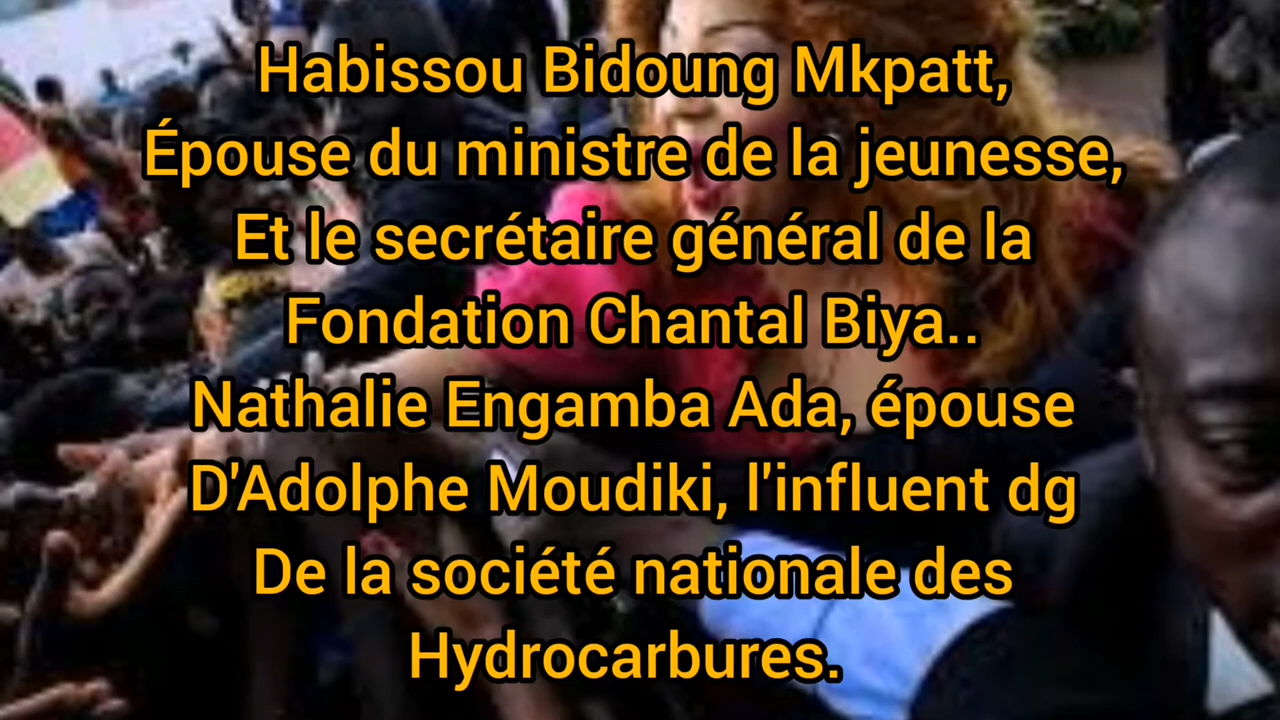 Habissou Bidoung Mkpatt,
Épouse du ministre de la jeunesse,
Et le secrétaire général de la
Fondation Chantal Biya..
Nathalie Engamba Ada, épouse
D'Adolphe Moudiki, l'influent dg
De la société nationale des
Hydrocarbures.